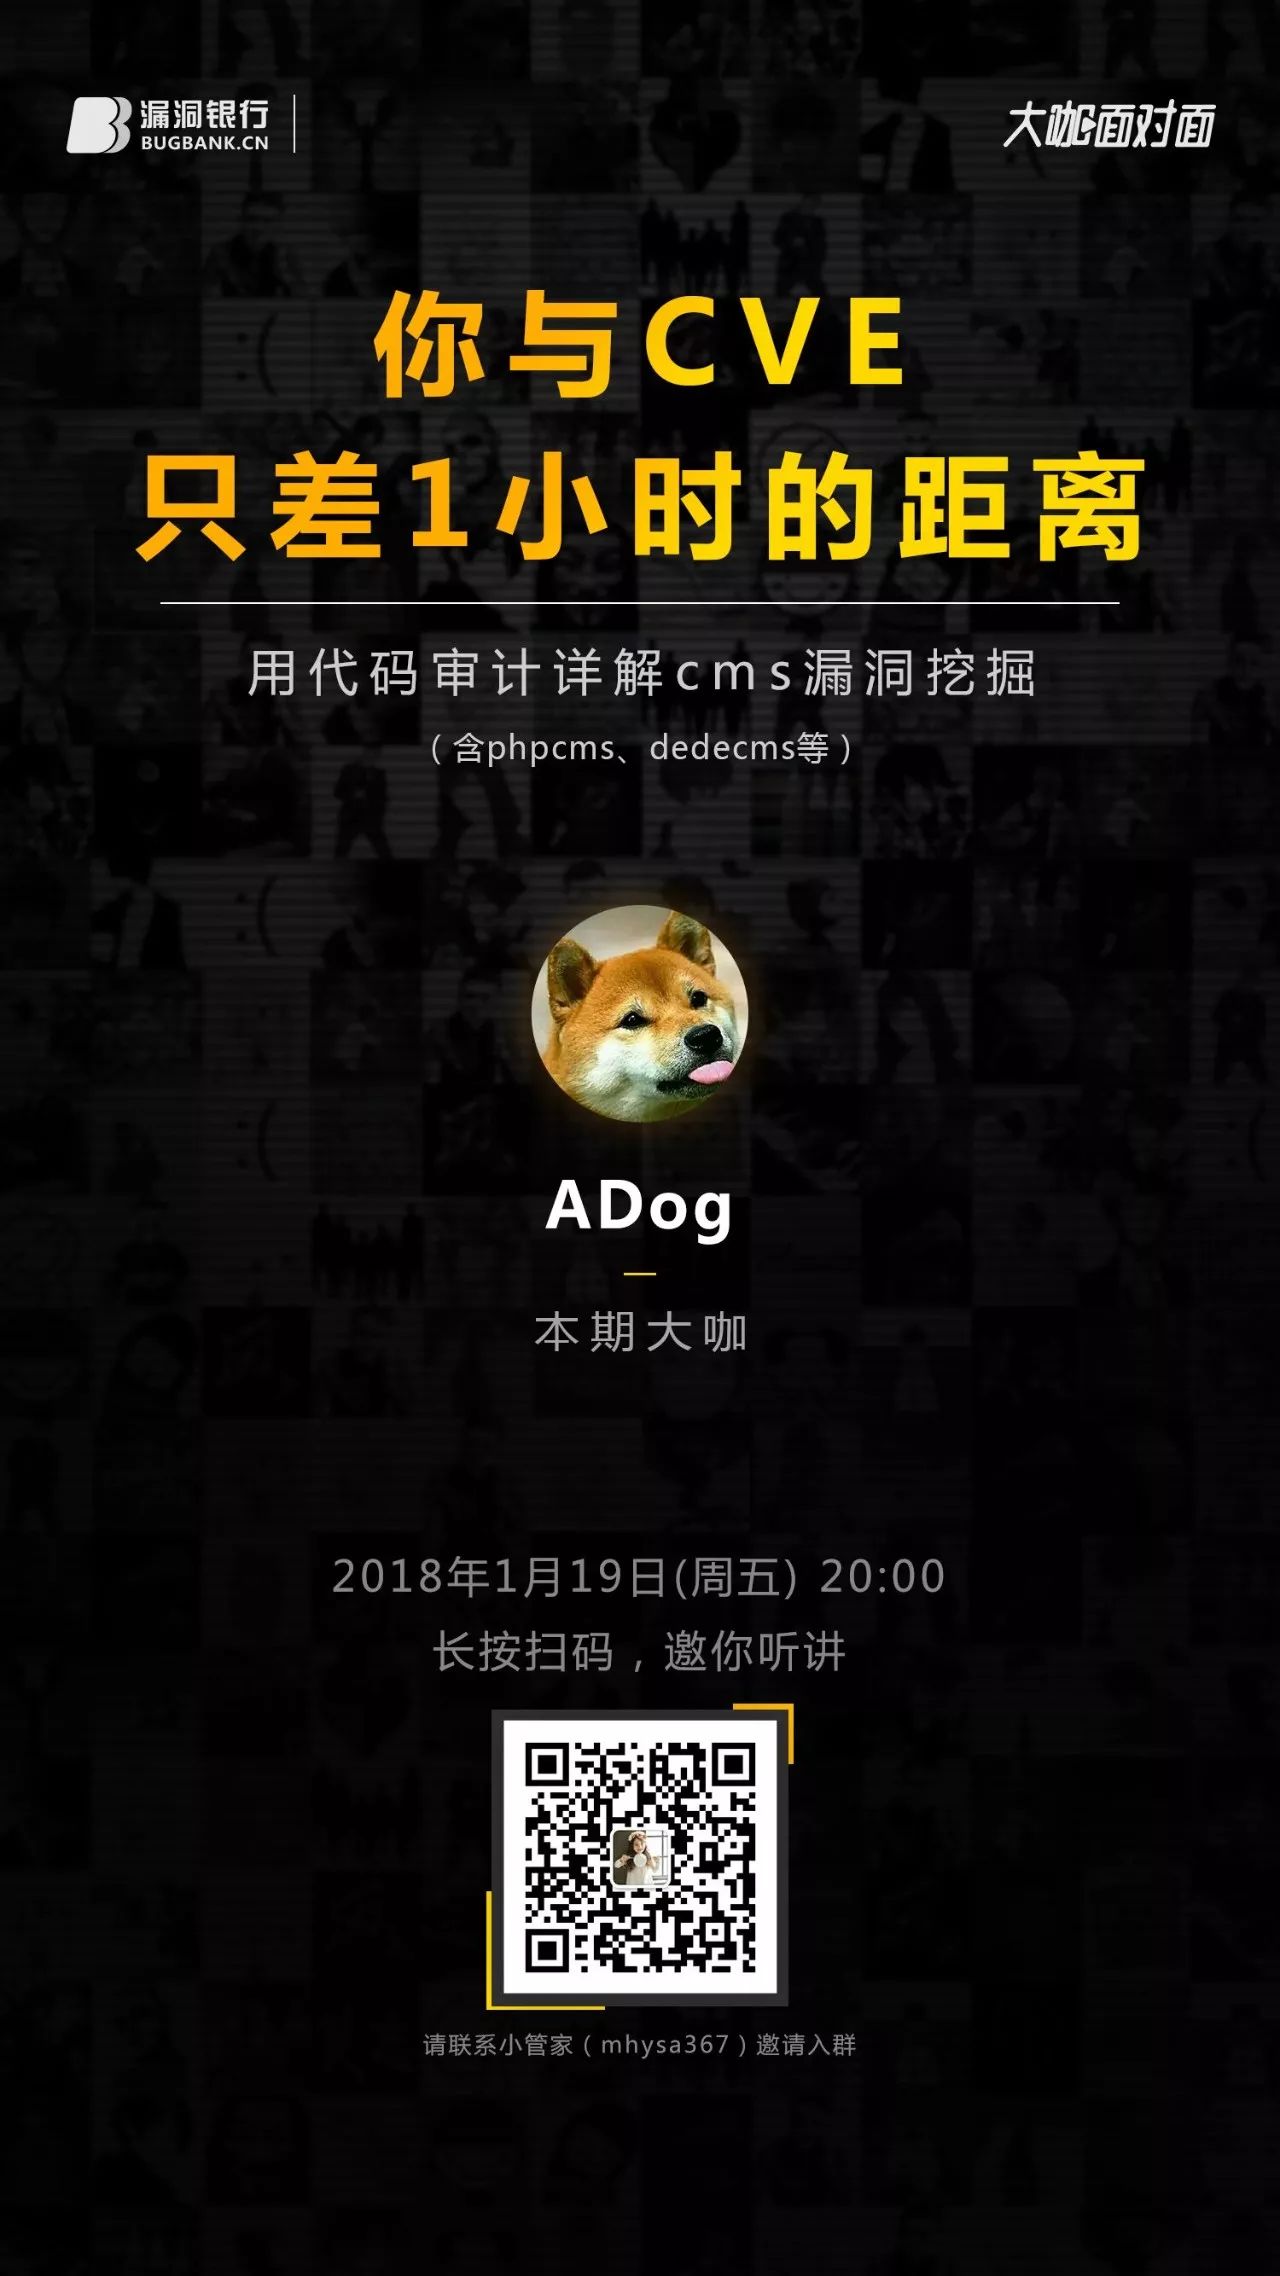 漏洞银行
BUGBANK.CN
大咖面对面
你与CVE
只差1小时的距离
用代码审计详解cms漏洞挖掘
（含phpcms、dedecms等）
ADog
本期大咖
2018年1月19日(周五) 20:00
长按扫码，邀你听讲
请联系小管家（mhysa367）邀请入群